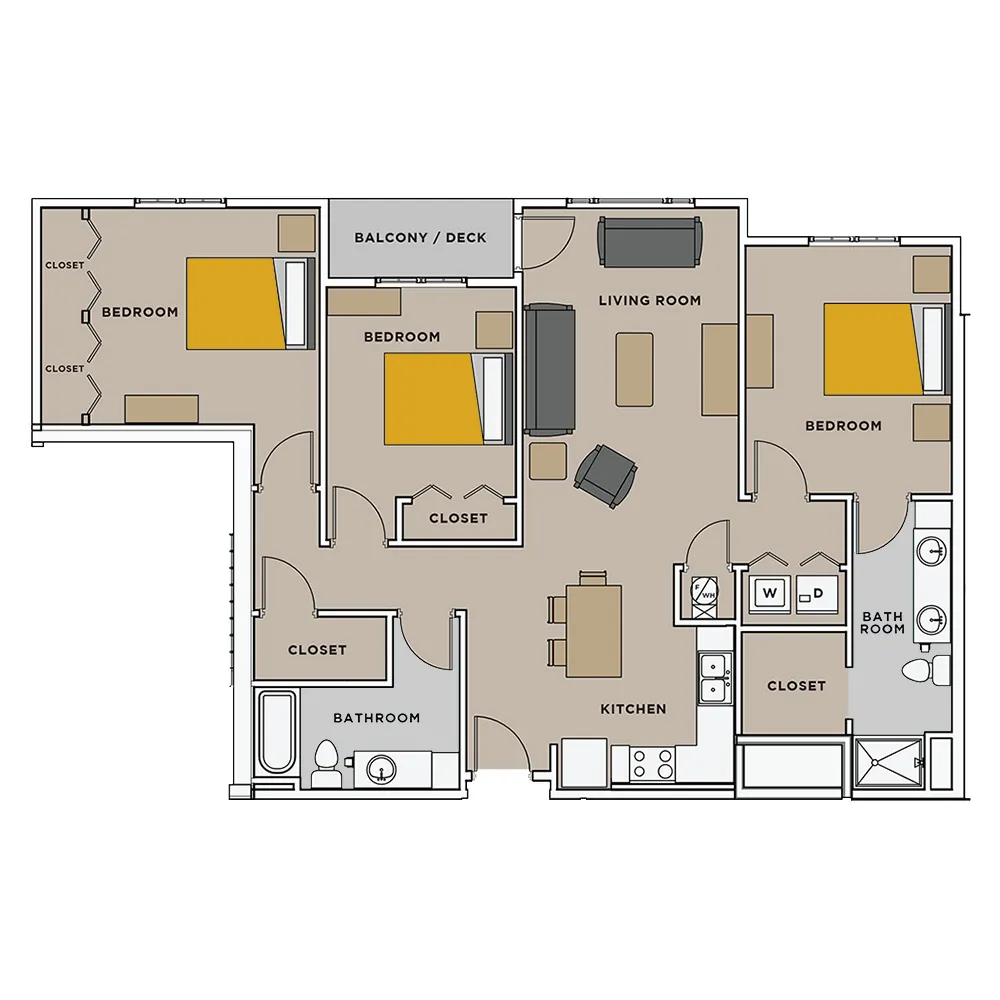 BALCONY / DECK
CLOSET
BEDROOM
LIVING ROOM
BEDROOM
CLOSET
BEDROOM
CLOSET
F / WH
W
D
BATH
ROOM
CLOSET
CLOSET
KITCHEN
BATHROOM